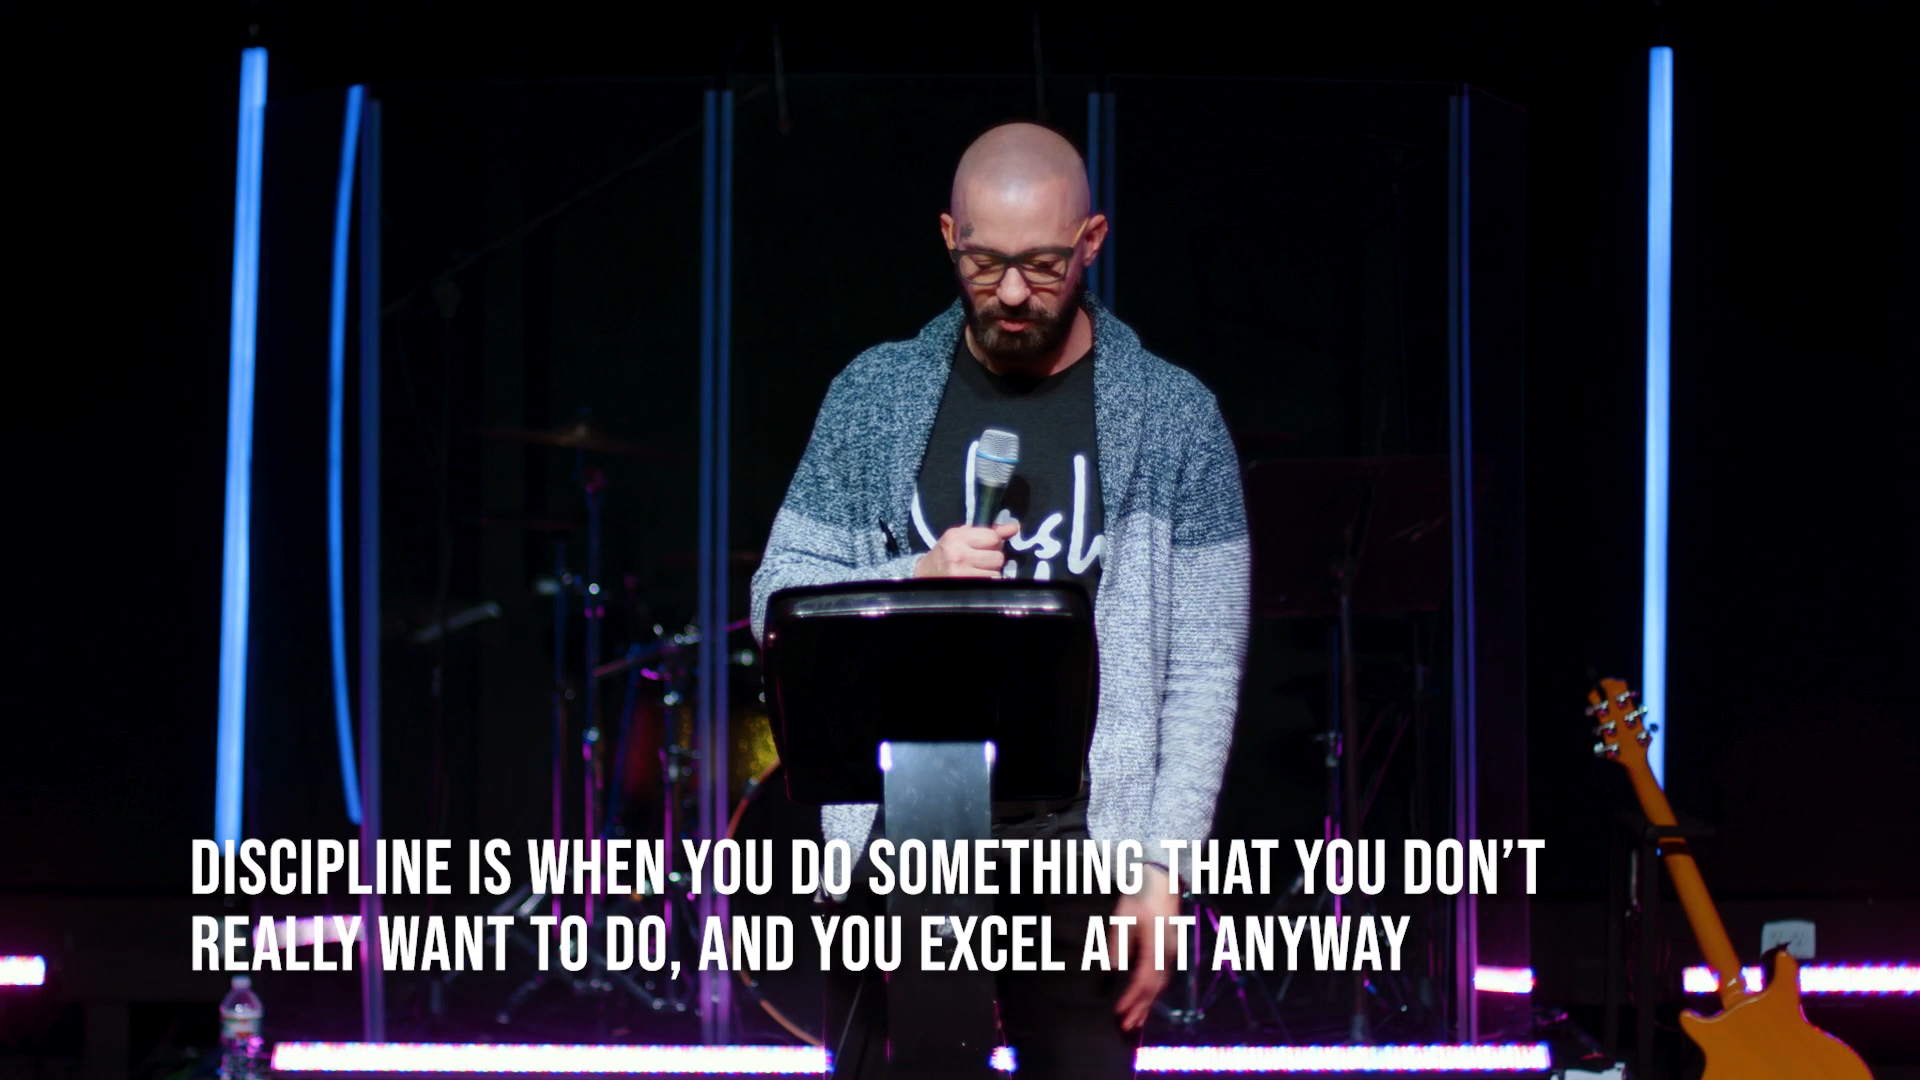 DISCIPLINE IS WHEN YOU DO SOMETHING THAT YOU DON’T
REALLY WANT TO DO, AND YOU EXCEL AT IT ANYWAY